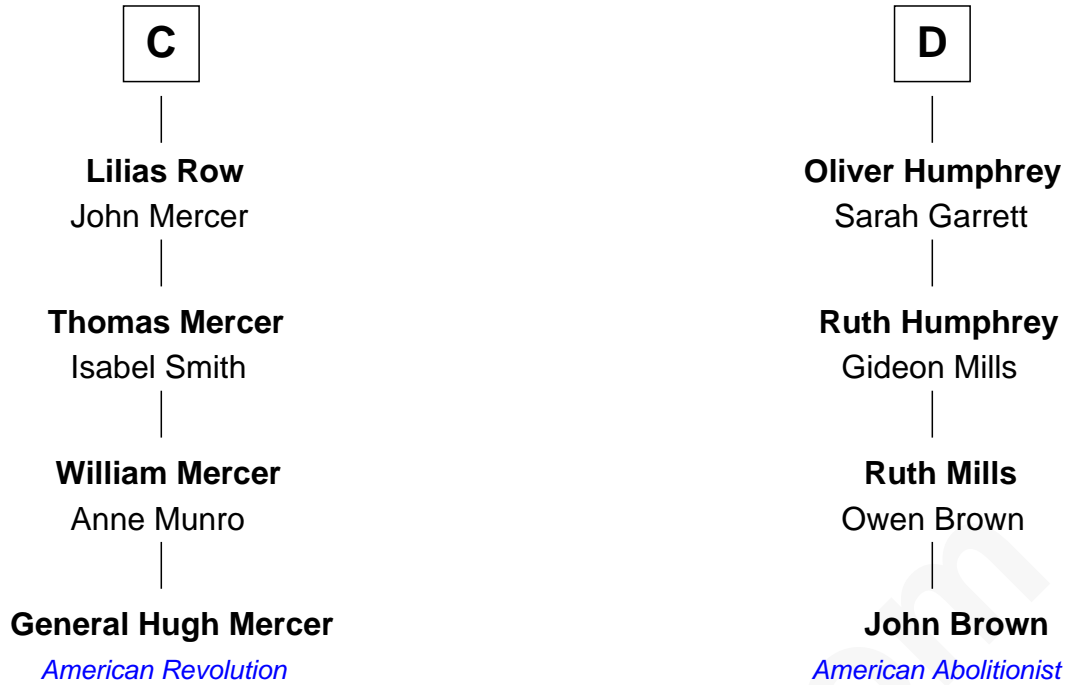 C
Lilias Row
John Mercer
Thomas Mercer
Isabel Smith
William Mercer
Anne Munro
General Hugh Mercer
American Revolution
D
Oliver Humphrey
Sarah Garrett
Ruth Humphrey
Gideon Mills
Ruth Mills
Owen Brown
John Brown
American Abolitionist